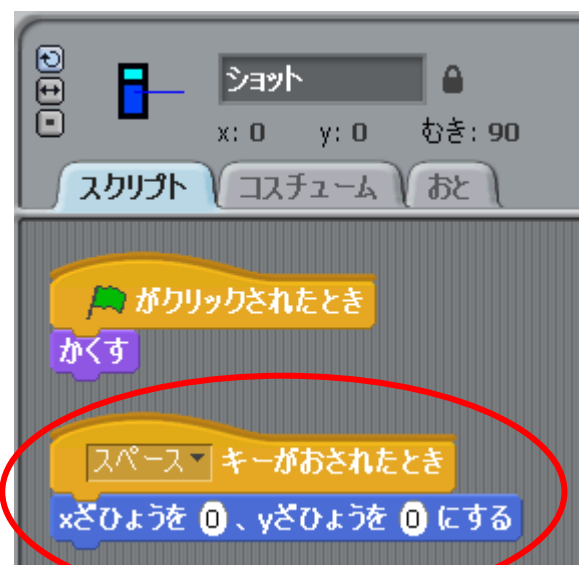 ショット
x: 0 y: 0 むき: 90
スクリプト コスチューム おと
がクリックされたとき
かくす
スペース キーがおされたとき
xざひょうを 0 、yざひょうを 0 にする